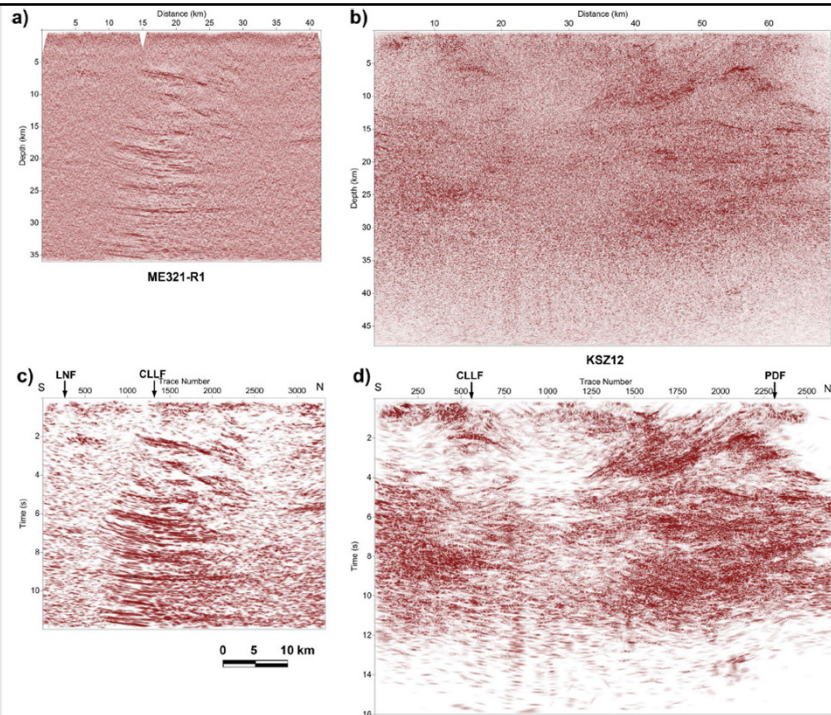 a)
Distance (km)
5 10 15 20 25 30 35 40
Depth (km)
5
10
15
20
25
30
35
ME321-R1
b)
Distance (km)
10 20 30 40 50 60
Depth (km)
5
10
15
20
25
30
35
40
45
KSZ12
c)
LNF CLLF
S Trace Number N
500 1000 1500 2000 2500 3000
Time (s)
2
4
6
8
10
0 5 10 km
d)
CLLF PDF
S Trace Number N
250 500 750 1000 1250 1500 1750 2000 2250 2500
Time (s)
2
4
6
8
10
12
14
16